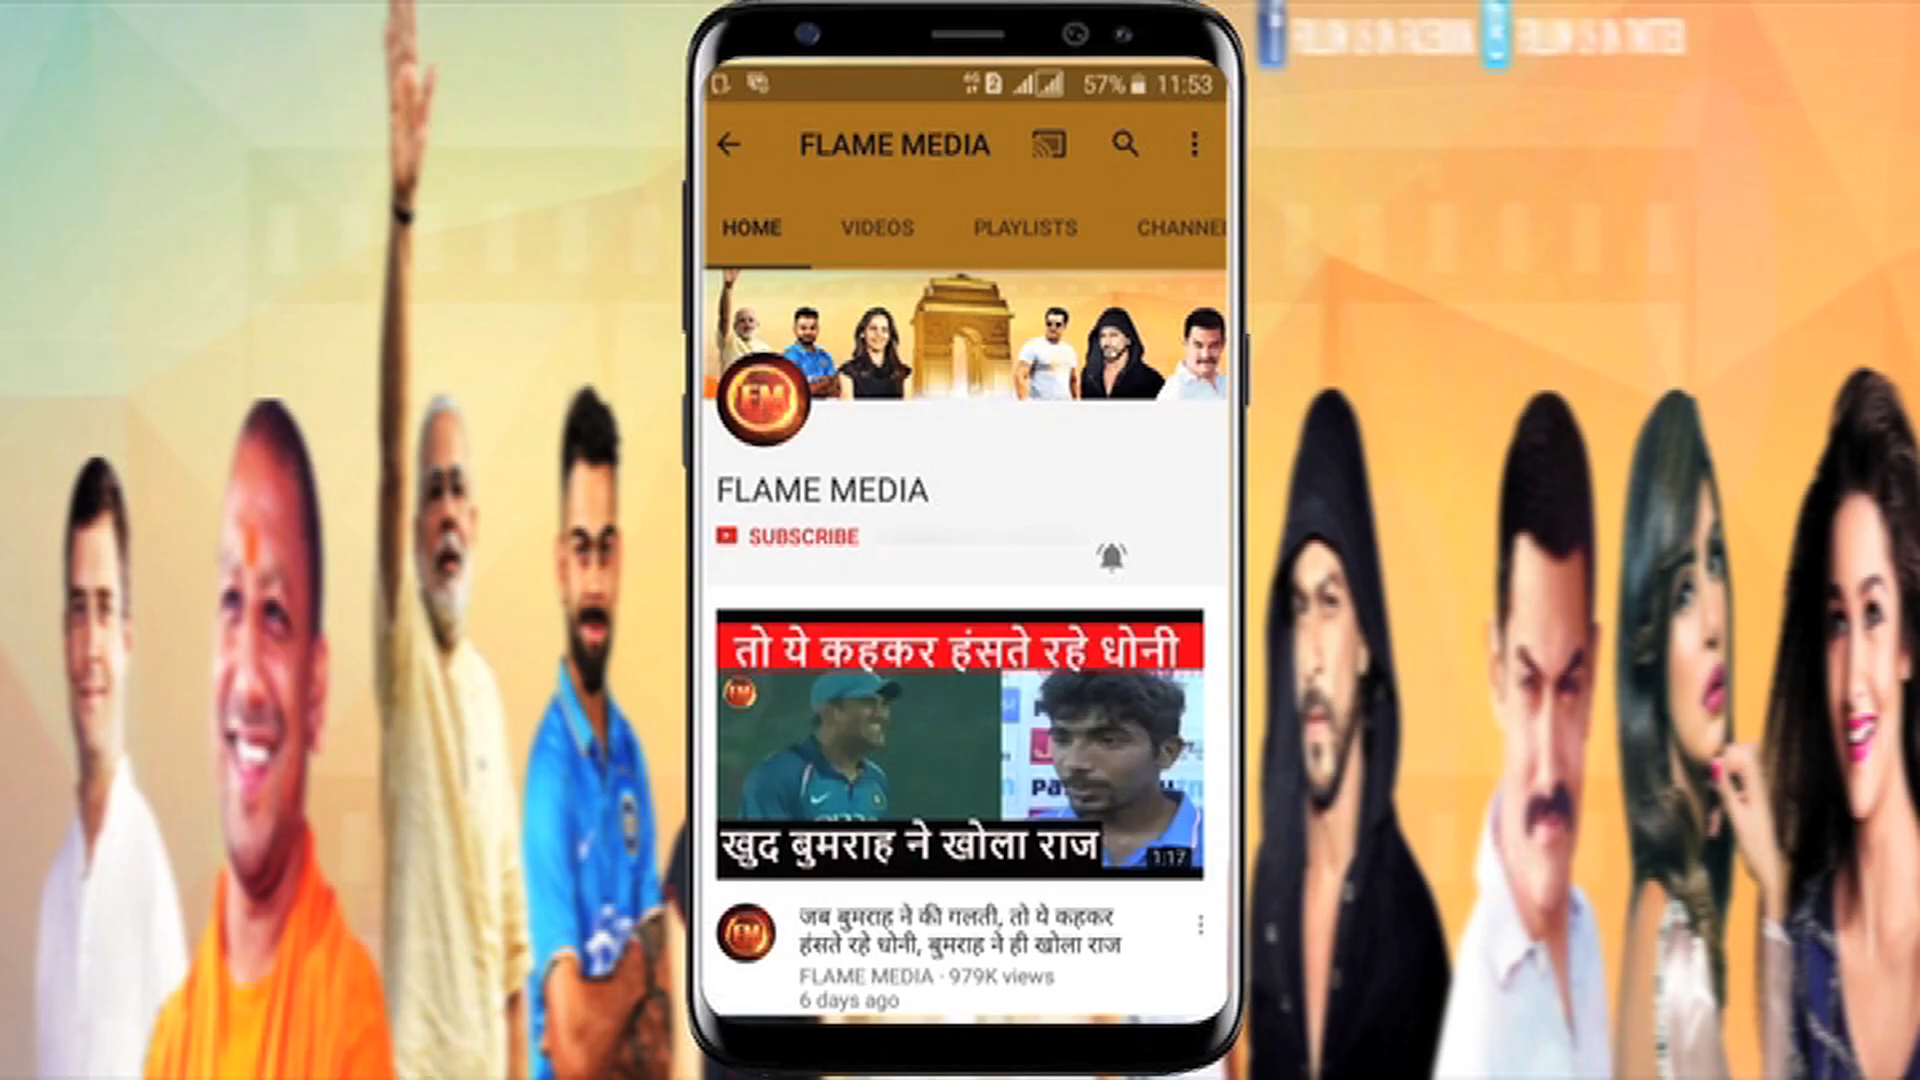 57% 11:53
FLAME MEDIA
HOME VIDEOS PLAYLISTS CHANNEL
FM
FLAME MEDIA
SUBSCRIBE
तो ये कहकर हंसते रहे धोनी
FM
खुद बुमराह ने खोला राज
1:17
FM
जब बुमराह ने की गलती, तो ये कहकर
हंसते रहे धोनी, बुमराह ने ही खोला राज
FLAME MEDIA · 979K views
6 days ago